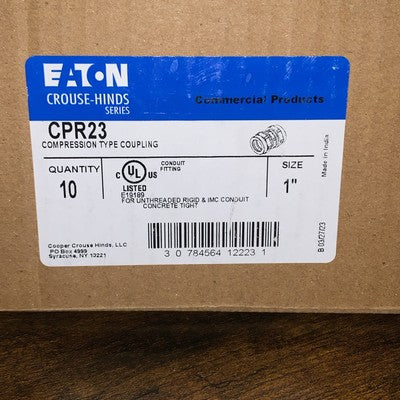 EATON
CROUSE-HINDS
SERIES
Commercial Products
CPR23
COMPRESSION TYPE COUPLING
QUANTITY
10
C UL US
LISTED
E19189
CONDUIT
FITTING
SIZE
1"
FOR UNTHREADED RIGID & IMC CONDUIT
CONCRETE TIGHT
Made in India
B 03/27/23
Cooper Crouse Hinds, LLC
PO Box 4999
Syracuse, NY 13221
3 0 784564 12223 1